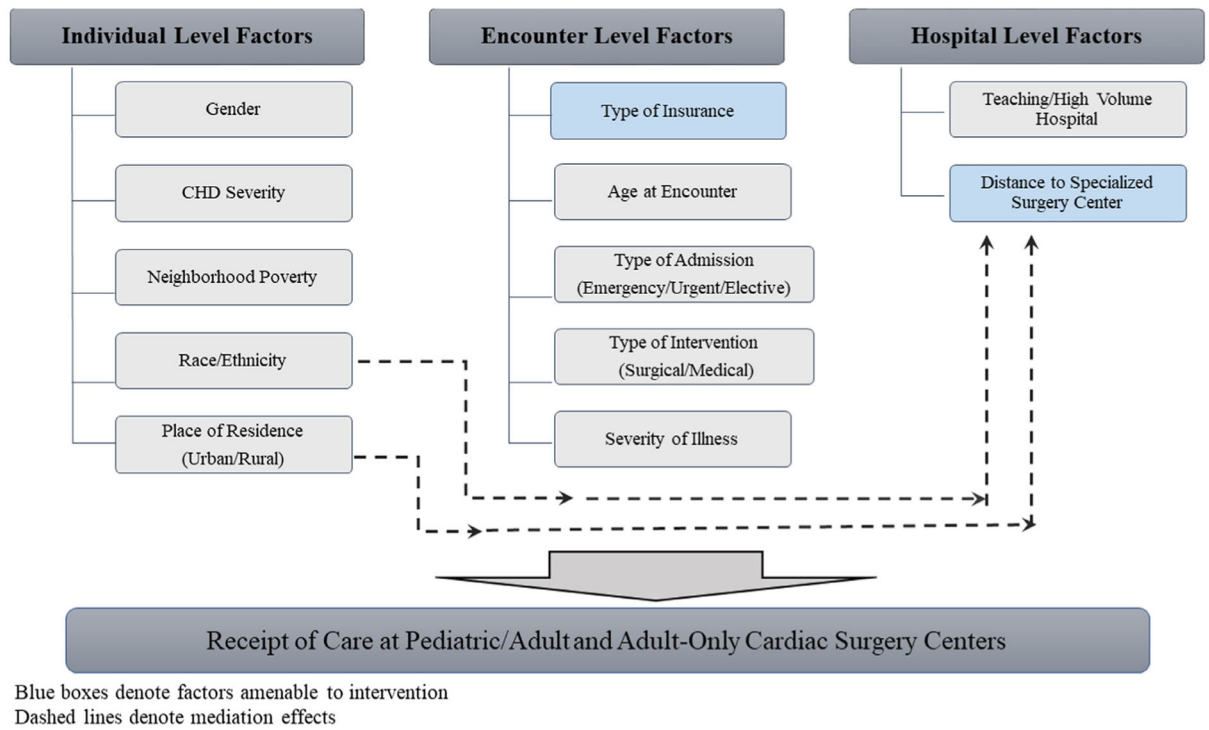 Individual Level Factors
Gender
CHD Severity
Neighborhood Poverty
Race/Ethnicity
Place of Residence
(Urban/Rural)
Encounter Level Factors
Type of Insurance
Age at Encounter
Type of Admission
(Emergency/Urgent/Elective)
Type of Intervention
(Surgical/Medical)
Severity of Illness
Hospital Level Factors
Teaching/High Volume
Hospital
Distance to Specialized
Surgery Center
Receipt of Care at Pediatric/Adult and Adult-Only Cardiac Surgery Centers
Blue boxes denote factors amenable to intervention
Dashed lines denote mediation effects